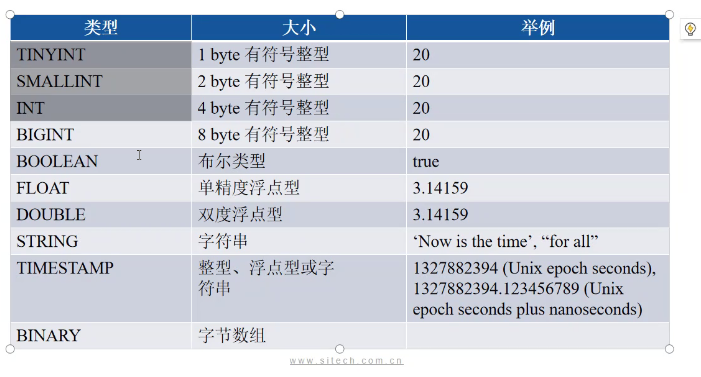 类型 大小 举例
TINYINT 1 byte 有符号整型 20
SMALLINT 2 byte 有符号整型 20
INT 4 byte 有符号整型 20
BIGINT 8 byte 有符号整型 20
BOOLEAN 布尔类型 true
FLOAT 单精度浮点型 3.14159
DOUBLE 双度浮点型 3.14159
STRING 字符串 ‘Now is the time’, “for all”
TIMESTAMP 整型、浮点型或字 1327882394 (Unix epoch seconds),
符串 1327882394.123456789 (Unix
epoch seconds plus nanoseconds)
BINARY 字节数组
www.sitech.com.cn